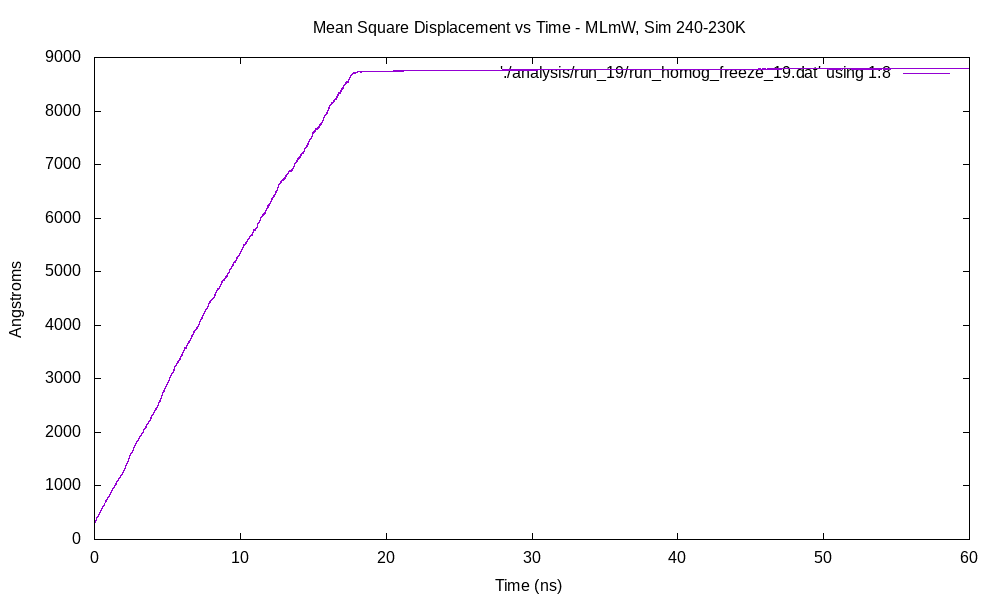 Mean Square Displacement vs Time - MLmW, Sim 240-230K
9000
'./analysis/run_19/run_homog_freeze_19.dat' using 1:8
8000
7000
6000
5000
4000
3000
2000
1000
0
Angstroms
0 10 20 30 40 50 60
Time (ns)